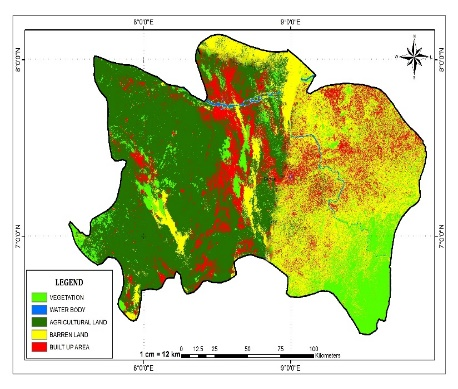 6°0'0"E 9°0'0"E
8°0'0"N 8°0'0"N
7°0'0"N 7°0'0"N
LEGEND
VEGETATION
WATER BODY
AGRICULTURAL LAND
BARREN LAND
BUILT UP AREA
1 cm = 12 km
0 12.5 25 50 75 100
Kilometers
6°0'0"E 9°0'0"E